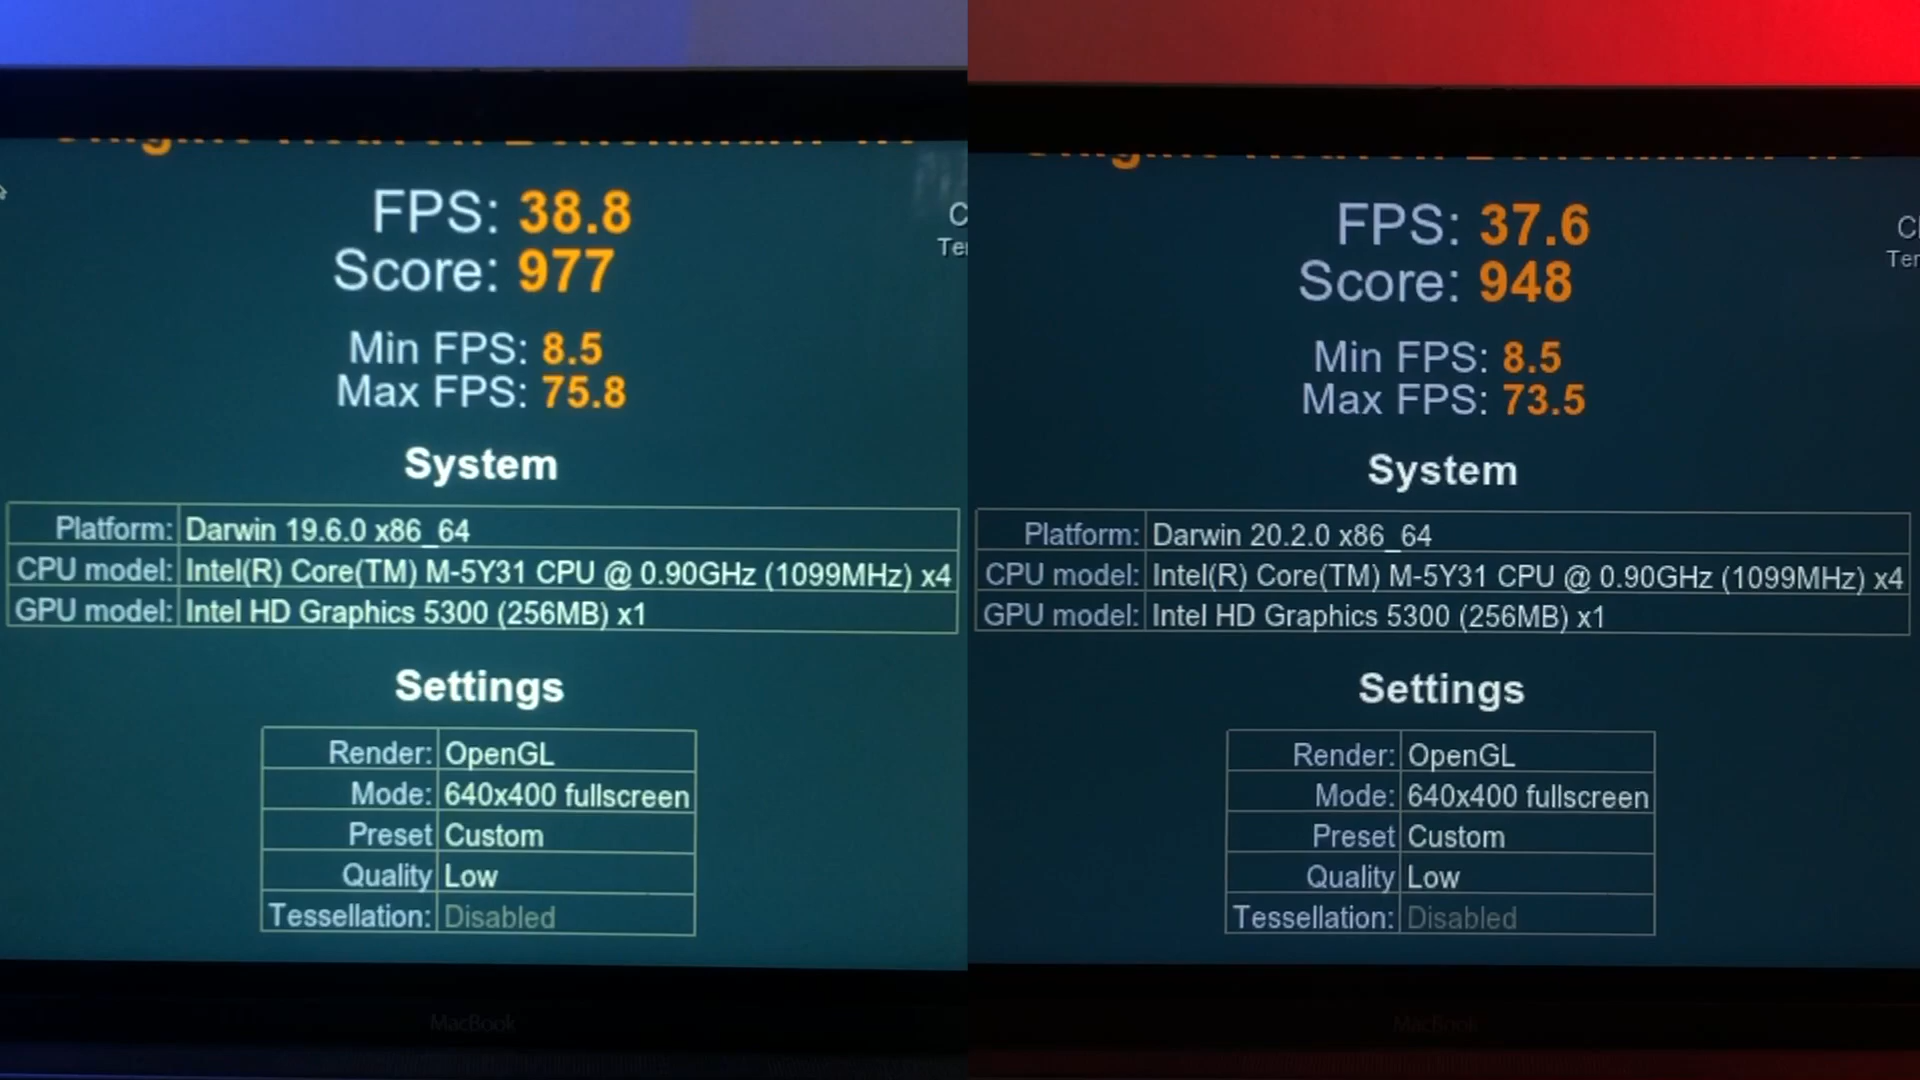 FPS: 38.8
Score: 977
Min FPS: 8.5
Max FPS: 75.8
System
Platform: Darwin 19.6.0 x86_64
CPU model: Intel(R) Core(TM) M-5Y31 CPU @ 0.90GHz (1099MHz) x4
GPU model: Intel HD Graphics 5300 (256MB) x1
Settings
Render: OpenGL
Mode: 640x400 fullscreen
Preset Custom
Quality Low
Tessellation: Disabled
MacBook
FPS: 37.6
Score: 948
Min FPS: 8.5
Max FPS: 73.5
System
Platform: Darwin 20.2.0 x86_64
CPU model: Intel(R) Core(TM) M-5Y31 CPU @ 0.90GHz (1099MHz) x4
GPU model: Intel HD Graphics 5300 (256MB) x1
Settings
Render: OpenGL
Mode: 640x400 fullscreen
Preset Custom
Quality Low
Tessellation: Disabled
MacBook